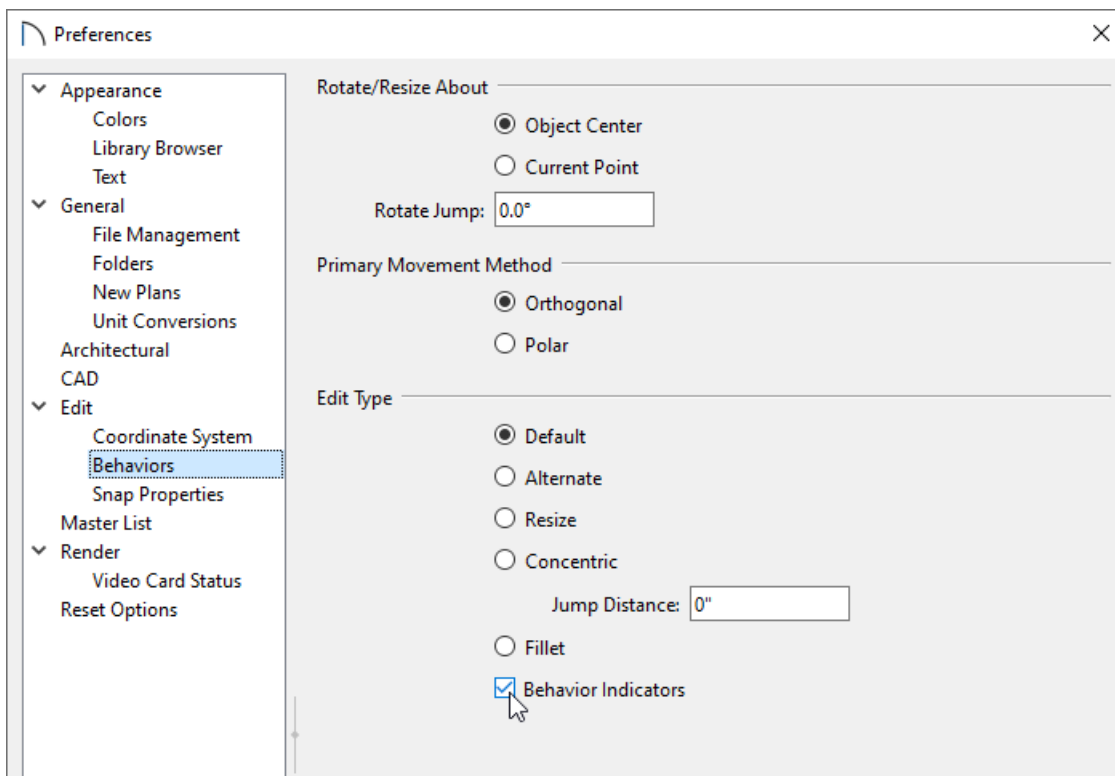 Preferences
Appearance
Colors
Library Browser
Text
General
File Management
Folders
New Plans
Unit Conversions
Architectural
CAD
Edit
Coordinate System
Behaviors
Snap Properties
Master List
Render
Video Card Status
Reset Options
Rotate/Resize About
Object Center
Current Point
Rotate Jump: 0.0°
Primary Movement Method
Orthogonal
Polar
Edit Type
Default
Alternate
Resize
Concentric
Jump Distance: 0"
Fillet
Behavior Indicators